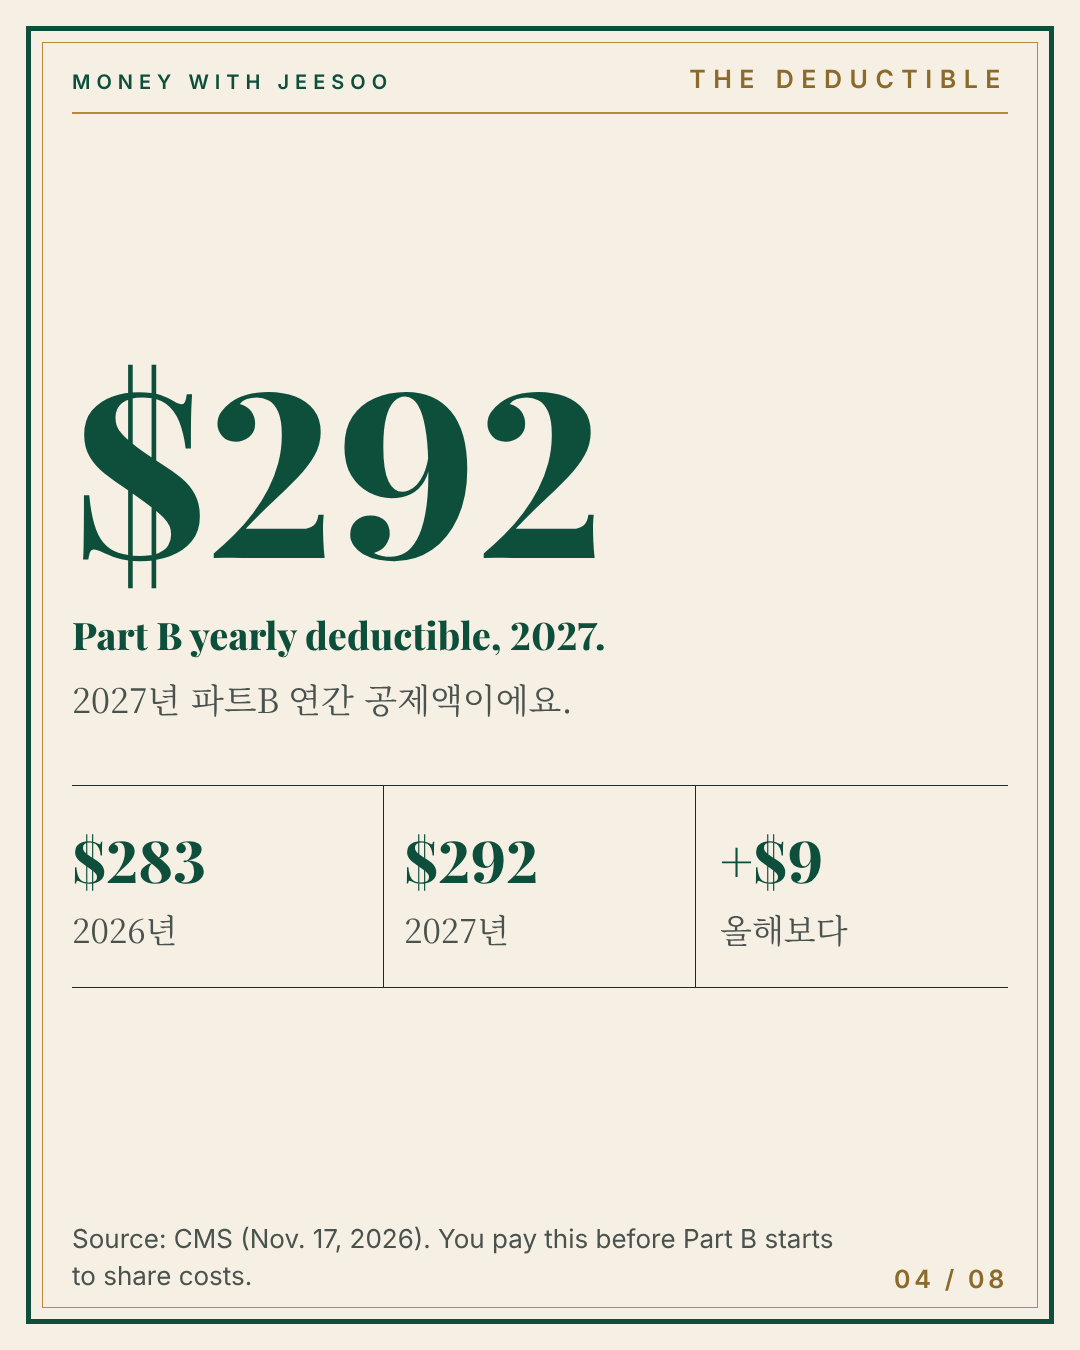 MONEY WITH JEESOO
THE DEDUCTIBLE
$292
Part B yearly deductible, 2027.
2027년 파트B 연간 공제액이에요.
$283
2026년
$292
2027년
+$9
올해보다
Source: CMS (Nov. 17, 2026). You pay this before Part B starts
to share costs.
04 / 08